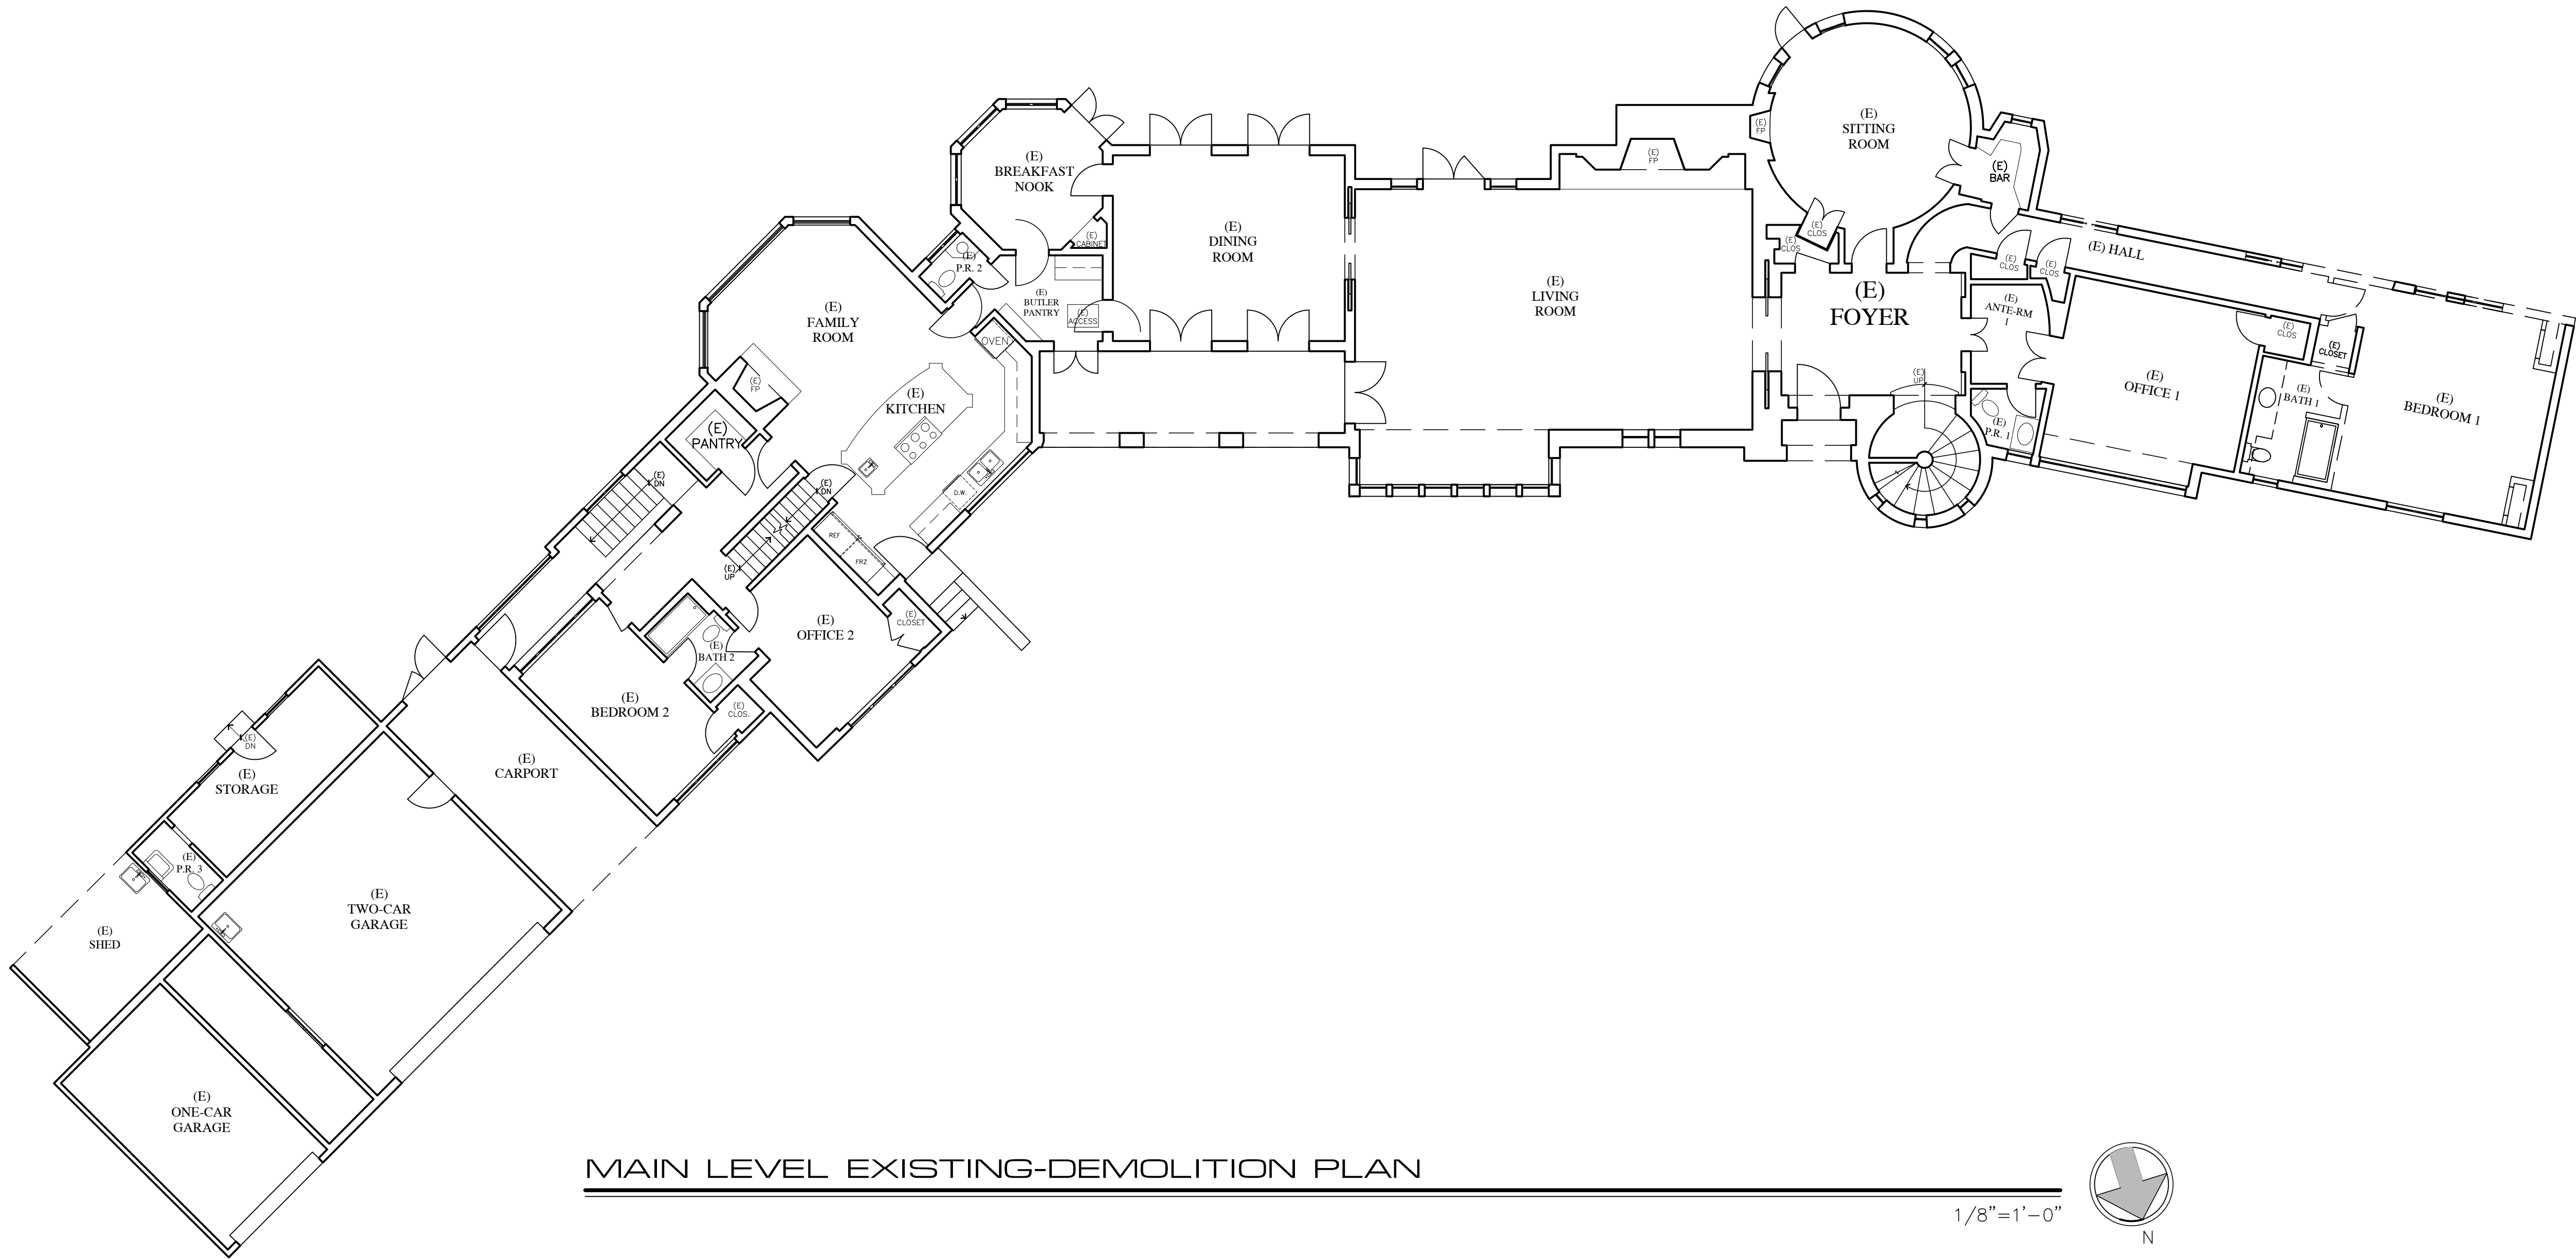 (E)
SITTING
ROOM
(E)
FP
(E)
BAR
(E)
BREAKFAST
NOOK
(E)
FP
(E)
CLOS
(E)
CLOS
(E)
CABINET
(E)
DINING
ROOM
(E) HALL
(E)
P.R. 2
(E)
CLOS
(E)
CLOS
(E)
BUTLER
PANTRY
(E)
ACCESS
(E)
LIVING
ROOM
(E)
FOYER
(E)
ANTE-RM
1
(E)
FAMILY
ROOM
OVEN
(E)
CLOS
(E)
CLOSET
(E)
FP
(E)
KITCHEN
(E)
UP
(E)
OFFICE 1
(E)
BATH 1
(E)
BEDROOM 1
(E)
PANTRY
(E)
P.R. 1
(E)
DN
(E)
DN
D.W.
REF
FRZ
(E)
UP
(E)
OFFICE 2
(E)
CLOSET
(E)
BATH 2
(E)
BEDROOM 2
(E)
CLOS.
(E)
DN
(E)
STORAGE
(E)
CARPORT
(E)
P.R. 3
(E)
TWO-CAR
GARAGE
(E)
SHED
(E)
ONE-CAR
GARAGE
MAIN LEVEL EXISTING-DEMOLITION PLAN
1/8"=1'-0"
N